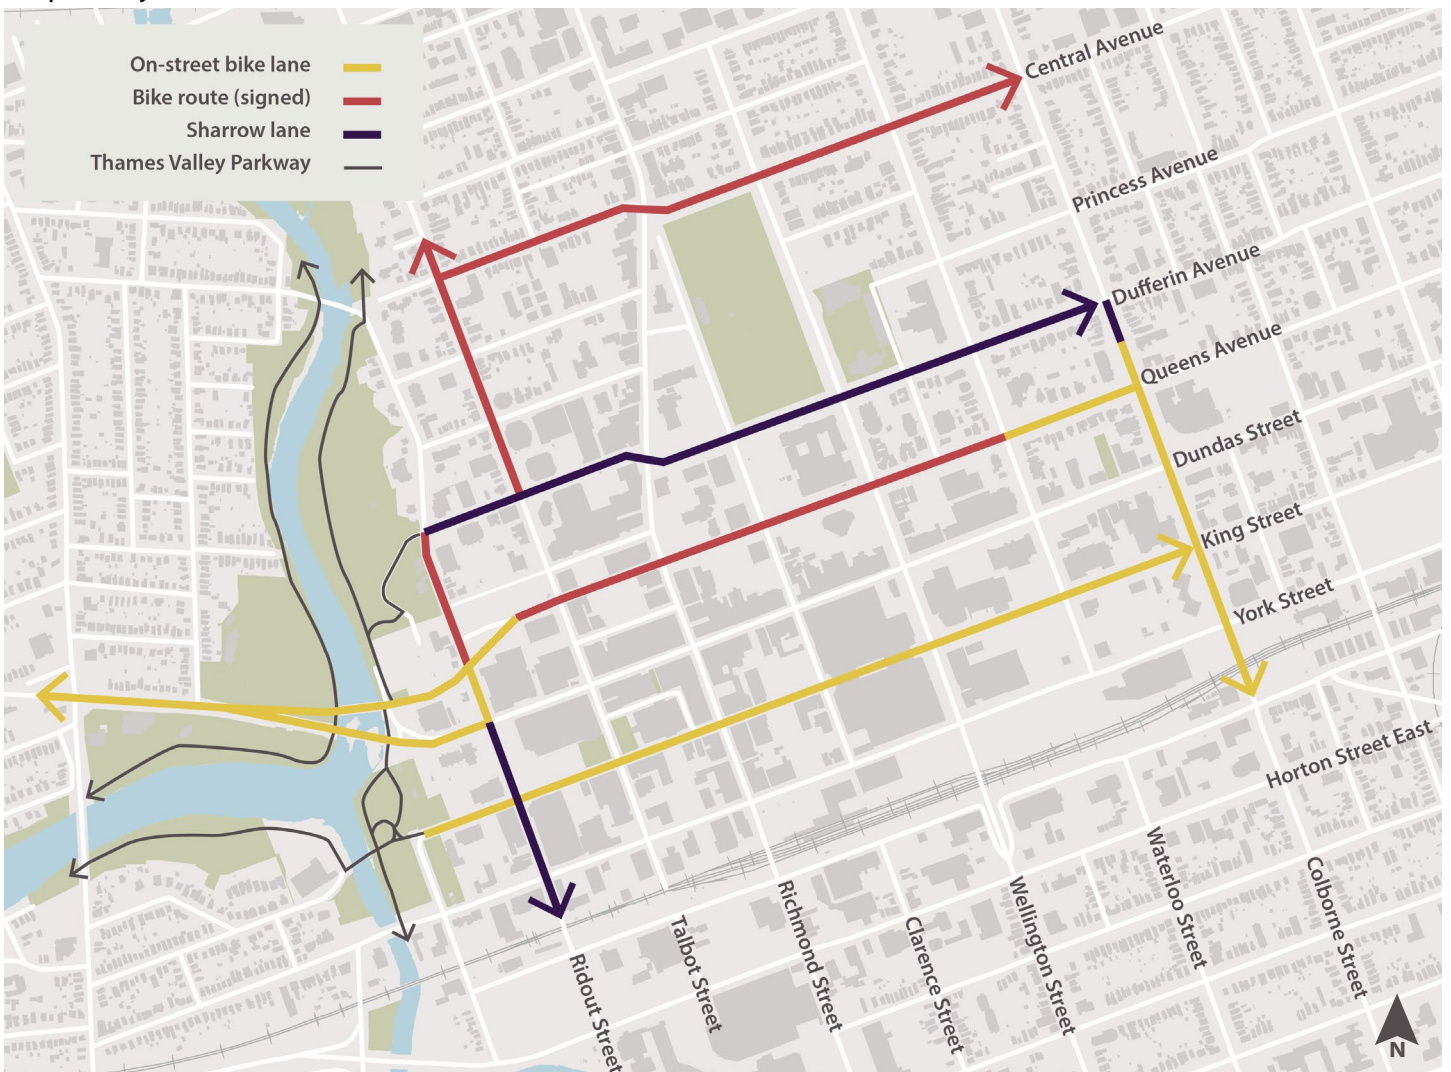 On-street bike lane
Bike route (signed)
Sharrow lane
Thames Valley Parkway
Central Avenue
Princess Avenue
Dufferin Avenue
Queens Avenue
Dundas Street
King Street
York Street
Horton Street East
Ridout Street
Talbot Street
Richmond Street
Clarence Street
Wellington Street
Waterloo Street
Colborne Street
N